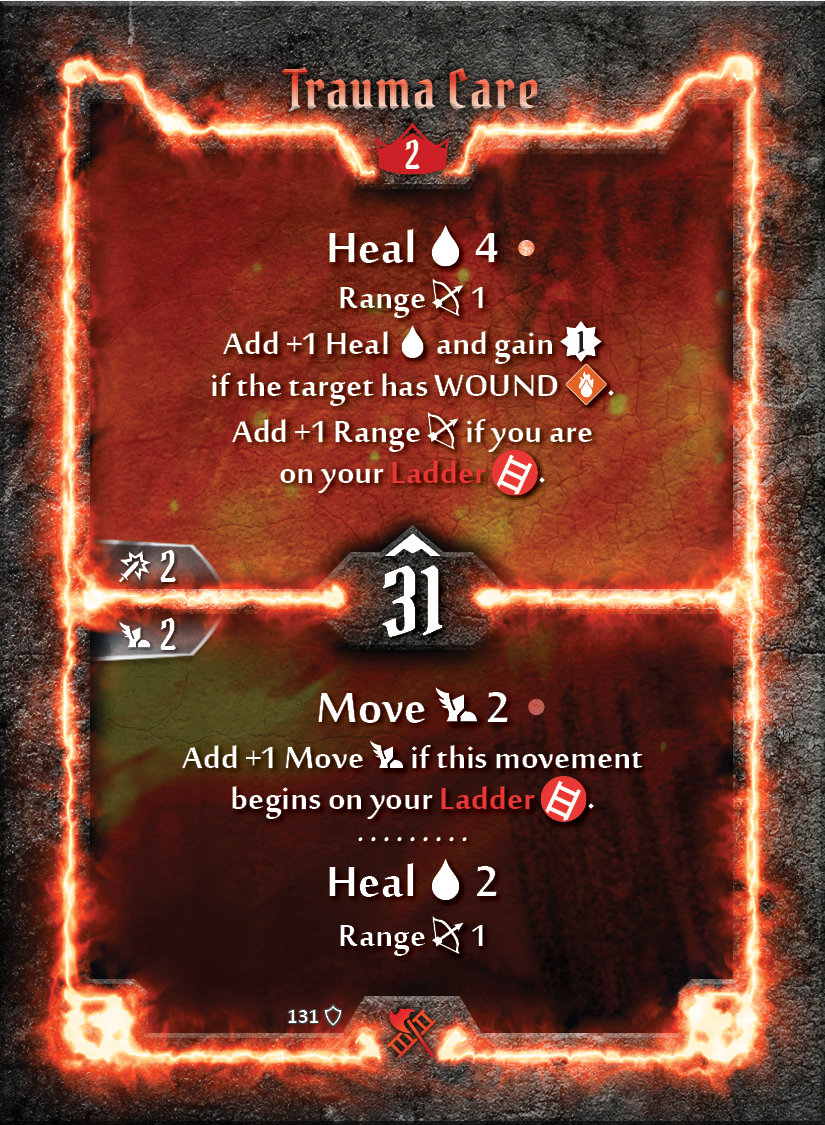 Trauma Care
2
Heal 4
Range 1
Add +1 Heal and gain 1
if the target has WOUND .
Add +1 Range if you are
on your Ladder .
2
31
2
Move 2
Add +1 Move if this movement
begins on your Ladder .
.........
Heal 2
Range 1
131